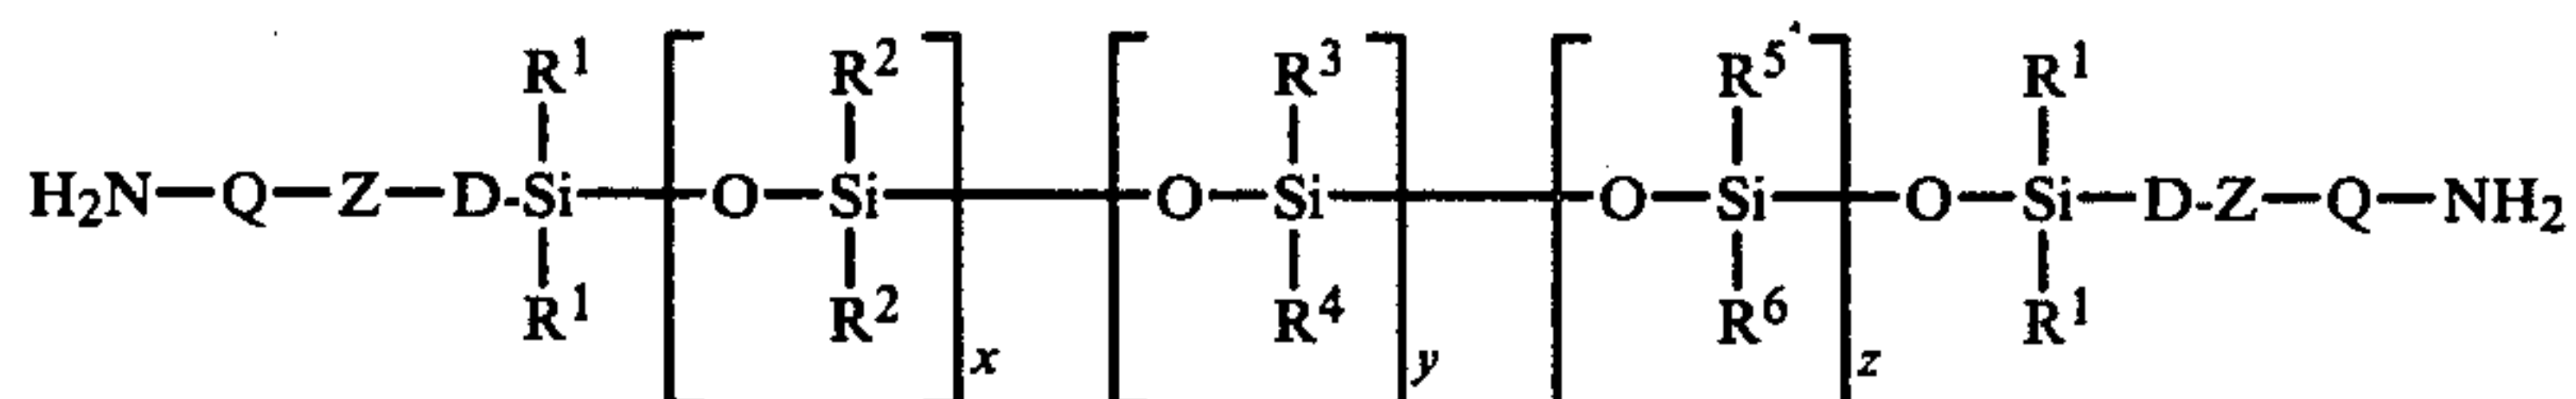 R¹ R² R³ R⁵ R¹
H₂N—Q—Z—D-Si—[O—Si—]x—[O—Si—]y—[O—Si—]z—O—Si—D-Z—Q—NH₂
R¹ R² R⁴ R⁶ R¹